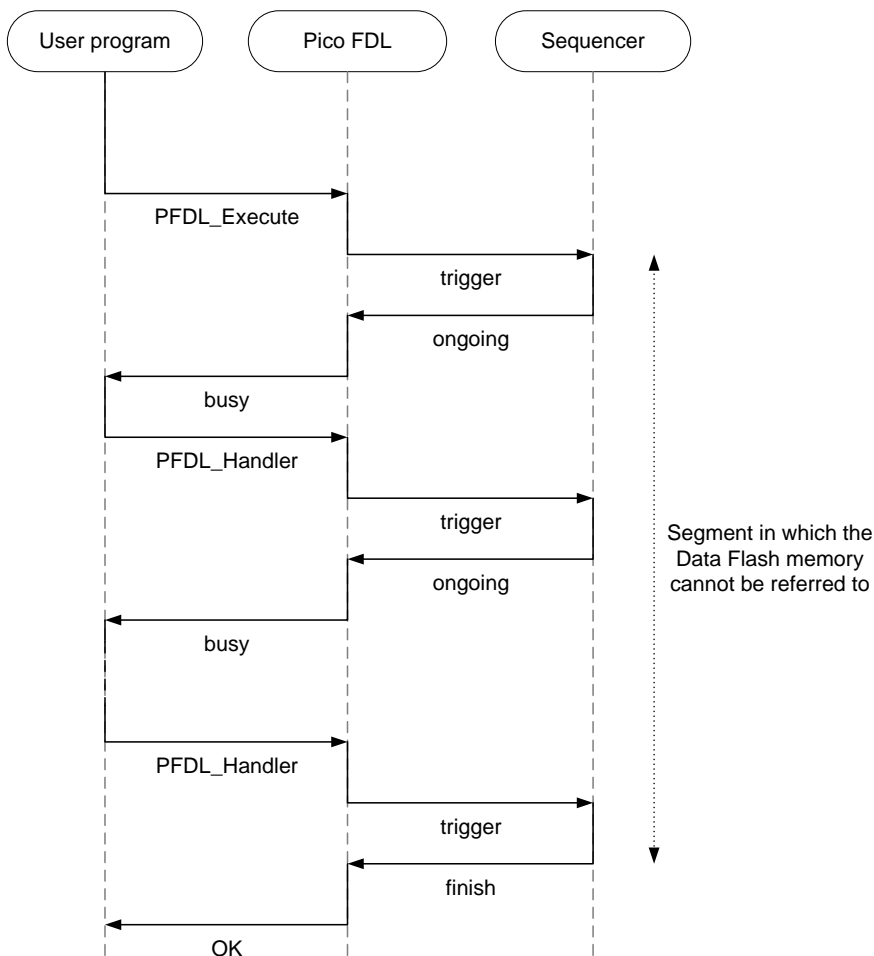 User program
Pico FDL
Sequencer
PFDL_Execute
trigger
ongoing
busy
PFDL_Handler
trigger
Segment in which the
Data Flash memory
cannot be referred to
ongoing
busy
PFDL_Handler
trigger
finish
OK